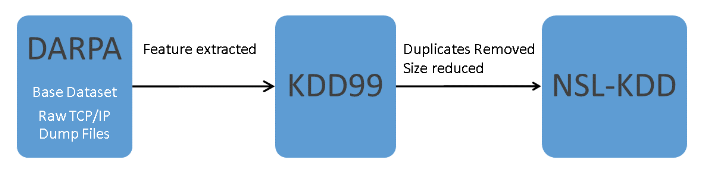 DARPA
Base Dataset
Raw TCP/IP
Dump Files
Feature extracted
KDD99
Duplicates Removed
Size reduced
NSL-KDD